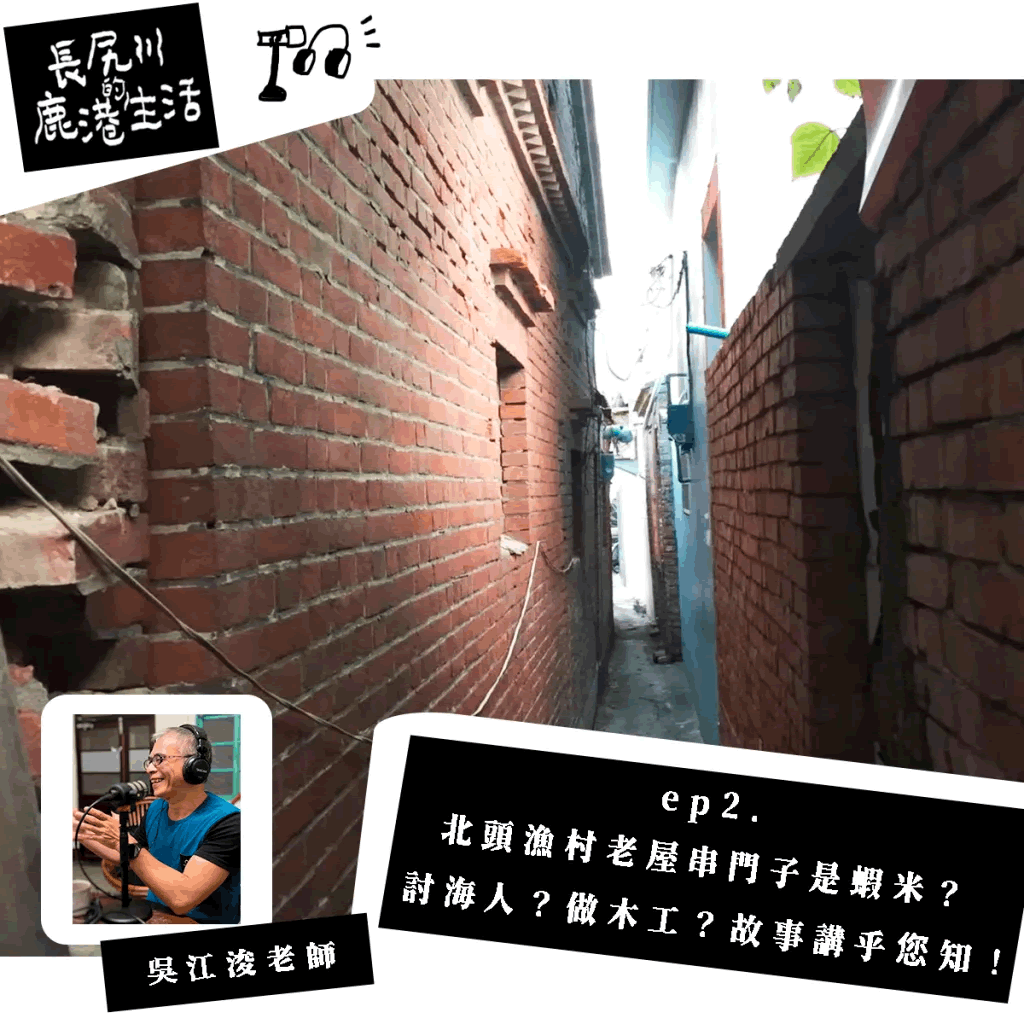 長尻川
的
鹿港生活
ep2.
北頭漁村老屋串門子是蝦米？
討海人？做木工？故事講乎您知！
吳江浚老師